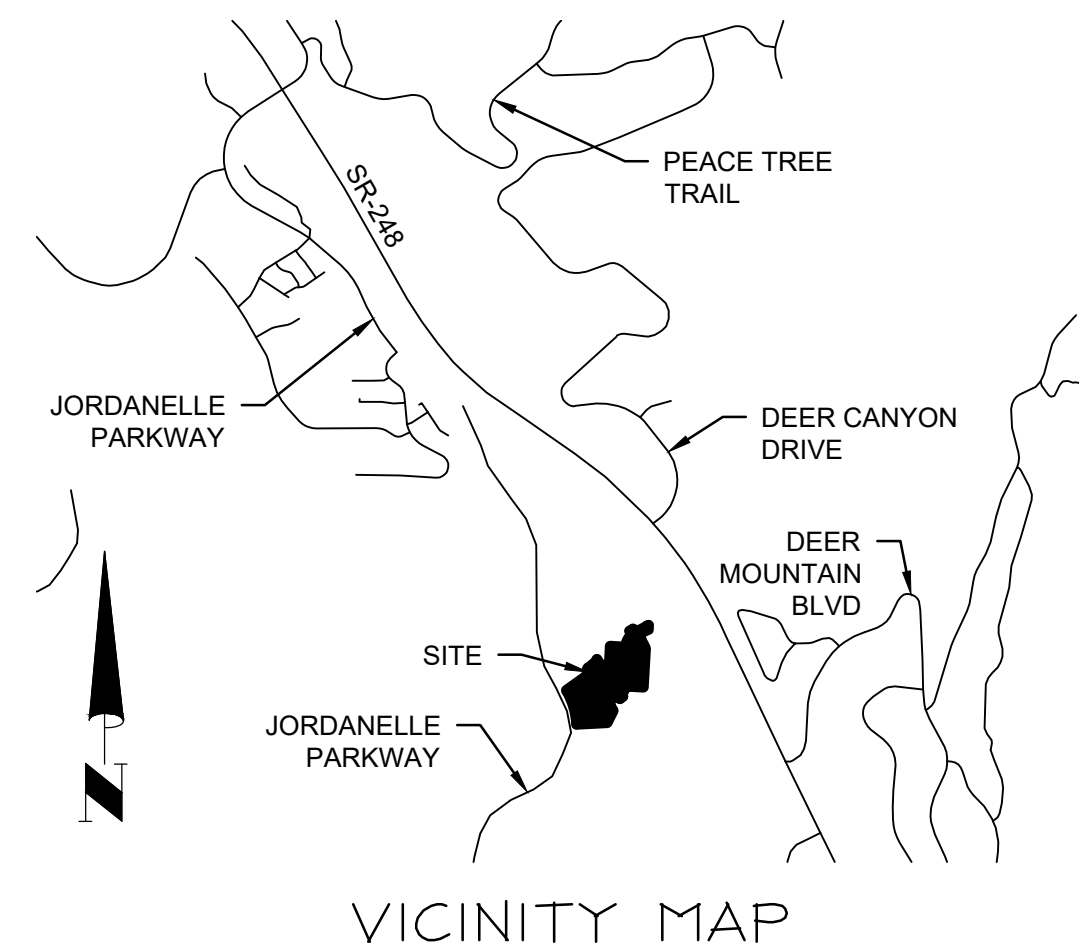 SR-248
PEACE TREE
TRAIL
JORDANELLE
PARKWAY
DEER CANYON
DRIVE
DEER
MOUNTAIN
BLVD
SITE
JORDANELLE
PARKWAY
N
VICINITY MAP